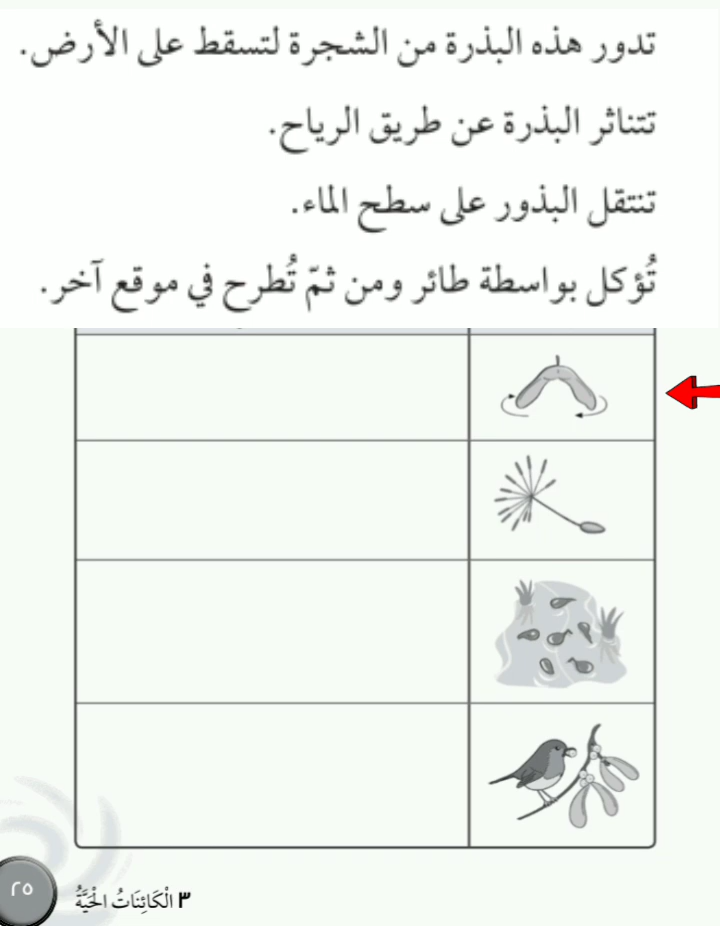 تدور هذه البذرة من الشجرة لتسقط على الأرض.
تتناثر البذرة عن طريق الرياح.
تنتقل البذور على سطح الماء.
تُؤكل بواسطة طائر ومن ثمّ تُطرح في موقع آخر.
٢٥
٣ الْكَائِنَاتُ الْحَيَّةُ